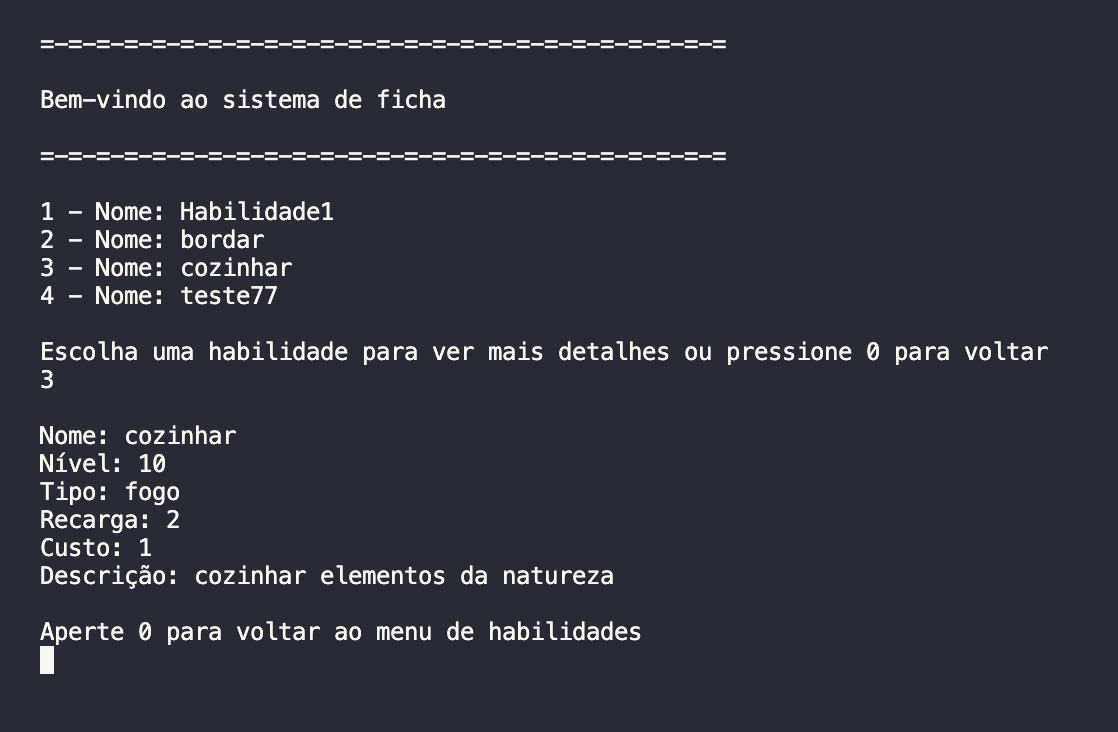 =-=-=-=-=-=-=-=-=-=-=-=-=-=-=-=-=-=-=-=-=-=-=-=-=
Bem-vindo ao sistema de ficha
=-=-=-=-=-=-=-=-=-=-=-=-=-=-=-=-=-=-=-=-=-=-=-=-=
1 - Nome: Habilidade1
2 - Nome: bordar
3 - Nome: cozinhar
4 - Nome: teste77
Escolha uma habilidade para ver mais detalhes ou pressione 0 para voltar
3
Nome: cozinhar
Nível: 10
Tipo: fogo
Recarga: 2
Custo: 1
Descrição: cozinhar elementos da natureza
Aperte 0 para voltar ao menu de habilidades